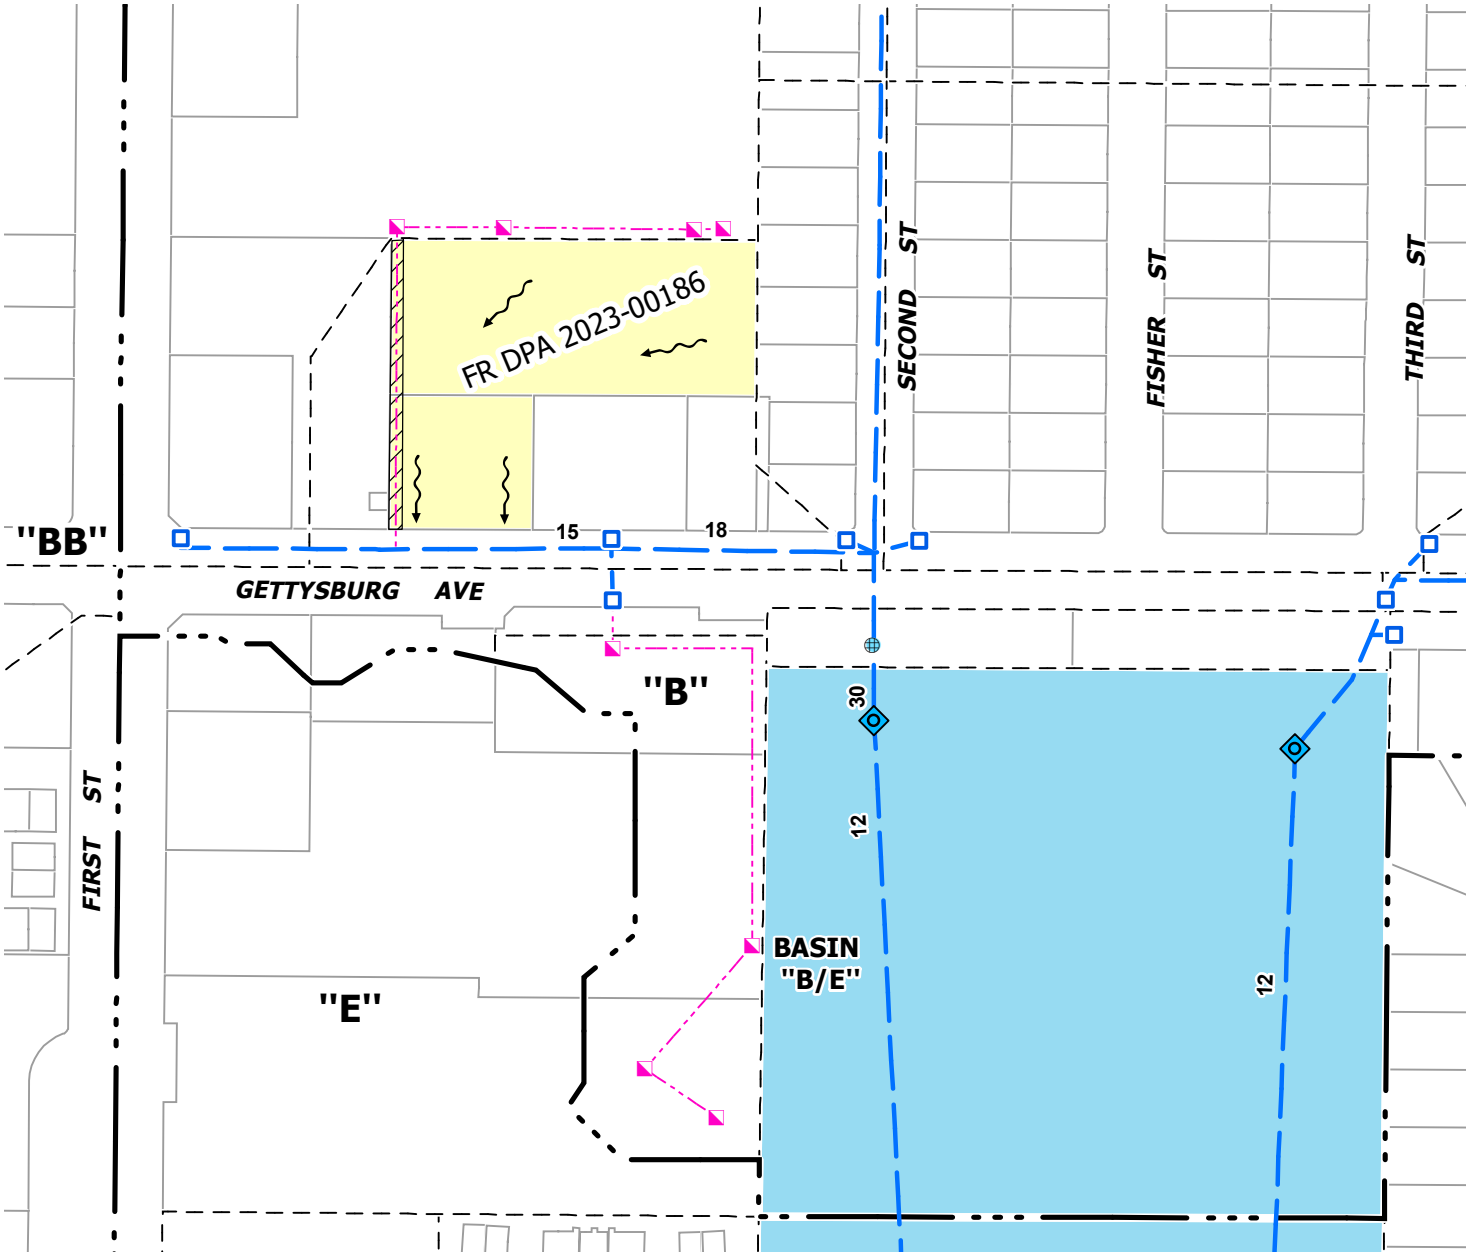 SECOND ST
FISHER ST
THIRD ST
FR DPA 2023-00186
"BB"
15
18
GETTYSBURG AVE
"B"
30
FIRST ST
12
BASIN
"B/E"
12
"E"